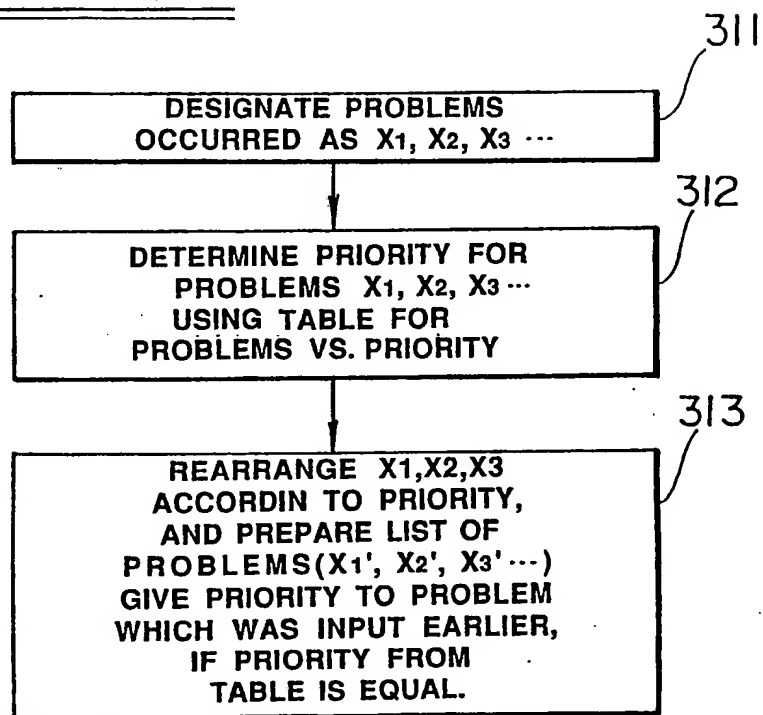 311
DESIGNATE PROBLEMS
OCCURRED AS X1, X2, X3 ···
312
DETERMINE PRIORITY FOR
PROBLEMS X1, X2, X3 ···
USING TABLE FOR
PROBLEMS VS. PRIORITY
313
REARRANGE X1,X2,X3
ACCORDIN TO PRIORITY,
AND PREPARE LIST OF
PROBLEMS(X1', X2', X3' ···)
GIVE PRIORITY TO PROBLEM
WHICH WAS INPUT EARLIER,
IF PRIORITY FROM
TABLE IS EQUAL.